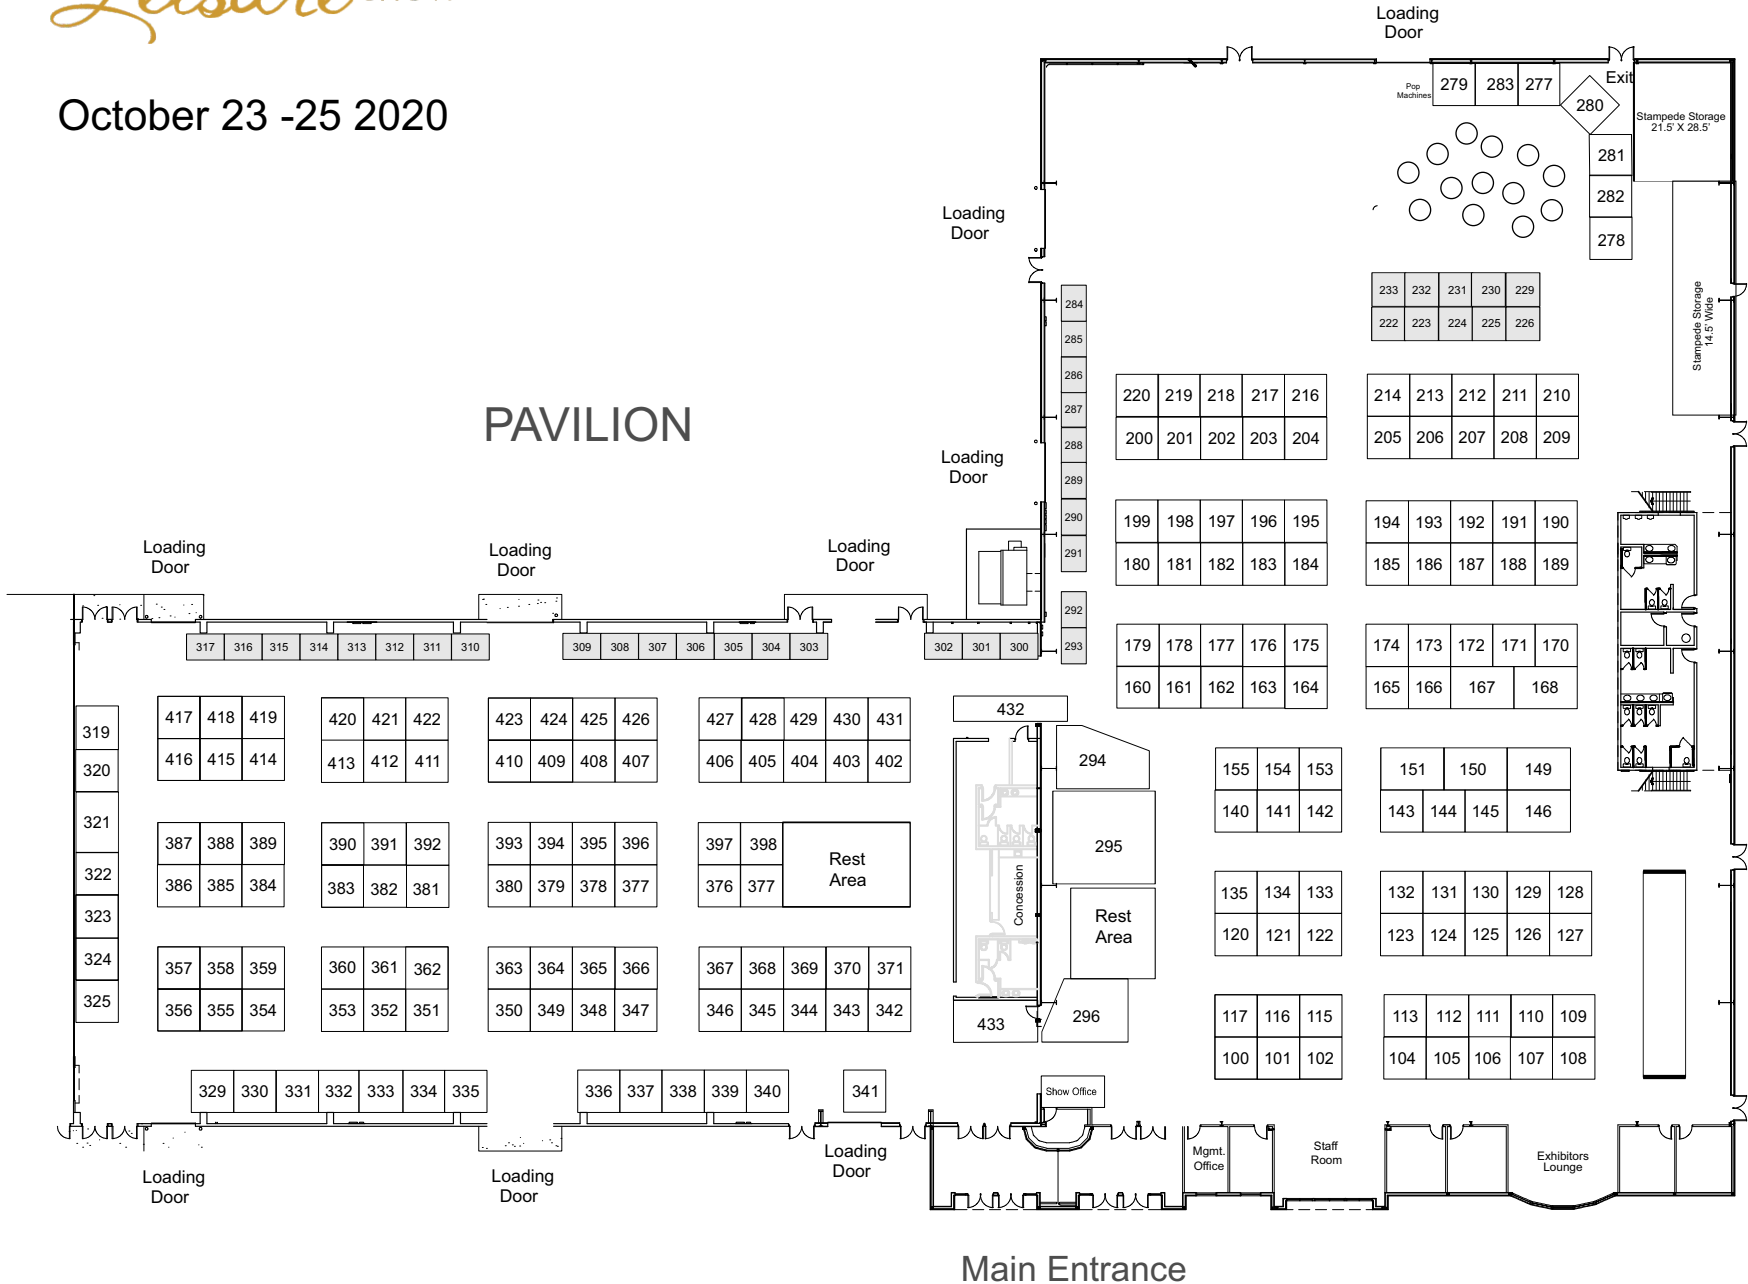 Leisure
October 23 -25 2020
PAVILION
Loading
Door
Pop
Machines
279 283 277
Exit
280
Stampede Storage
21.5' X 28.5'
281
282
278
Loading
Door
Stampede Storage
14.5' Wide
284
285
286
287
288
289
290
291
292
293
233 232 231 230 229
222 223 224 225 226
220 219 218 217 216
200 201 202 203 204
214 213 212 211 210
205 206 207 208 209
Loading
Door
199 198 197 196 195
180 181 182 183 184
194 193 192 191 190
185 186 187 188 189
179 178 177 176 175
160 161 162 163 164
174 173 172 171 170
165 166 167 168
155 154 153
140 141 142
151 150 149
143 144 145 146
135 134 133
120 121 122
132 131 130 129 128
123 124 125 126 127
117 116 115
100 101 102
113 112 111 110 109
104 105 106 107 108
Loading
Door
Loading
Door
Loading
Door
317 316 315 314 313 312 311 310
309 308 307 306 305 304 303
302 301 300
319
320
321
322
323
324
325
417 418 419
416 415 414
420 421 422
413 412 411
423 424 425 426
410 409 408 407
427 428 429 430 431
406 405 404 403 402
432
294
295
387 388 389
386 385 384
390 391 392
383 382 381
393 394 395 396
380 379 378 377
397 398
376 377
Rest
Area
Concession
Rest
Area
357 358 359
356 355 354
360 361 362
353 352 351
363 364 365 366
350 349 348 347
367 368 369 370 371
346 345 344 343 342
433
296
329 330 331 332 333 334 335
336 337 338 339 340
341
Show Office
Loading
Door
Loading
Door
Loading
Door
Mgmt.
Office
Staff
Room
Exhibitors
Lounge
Main Entrance